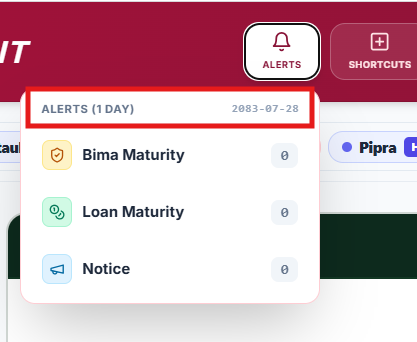 IT
ALERTS
SHORTCUTS
ALERTS (1 DAY) 2083-07-28
Pipra H
Bima Maturity 0
Loan Maturity 0
Notice 0